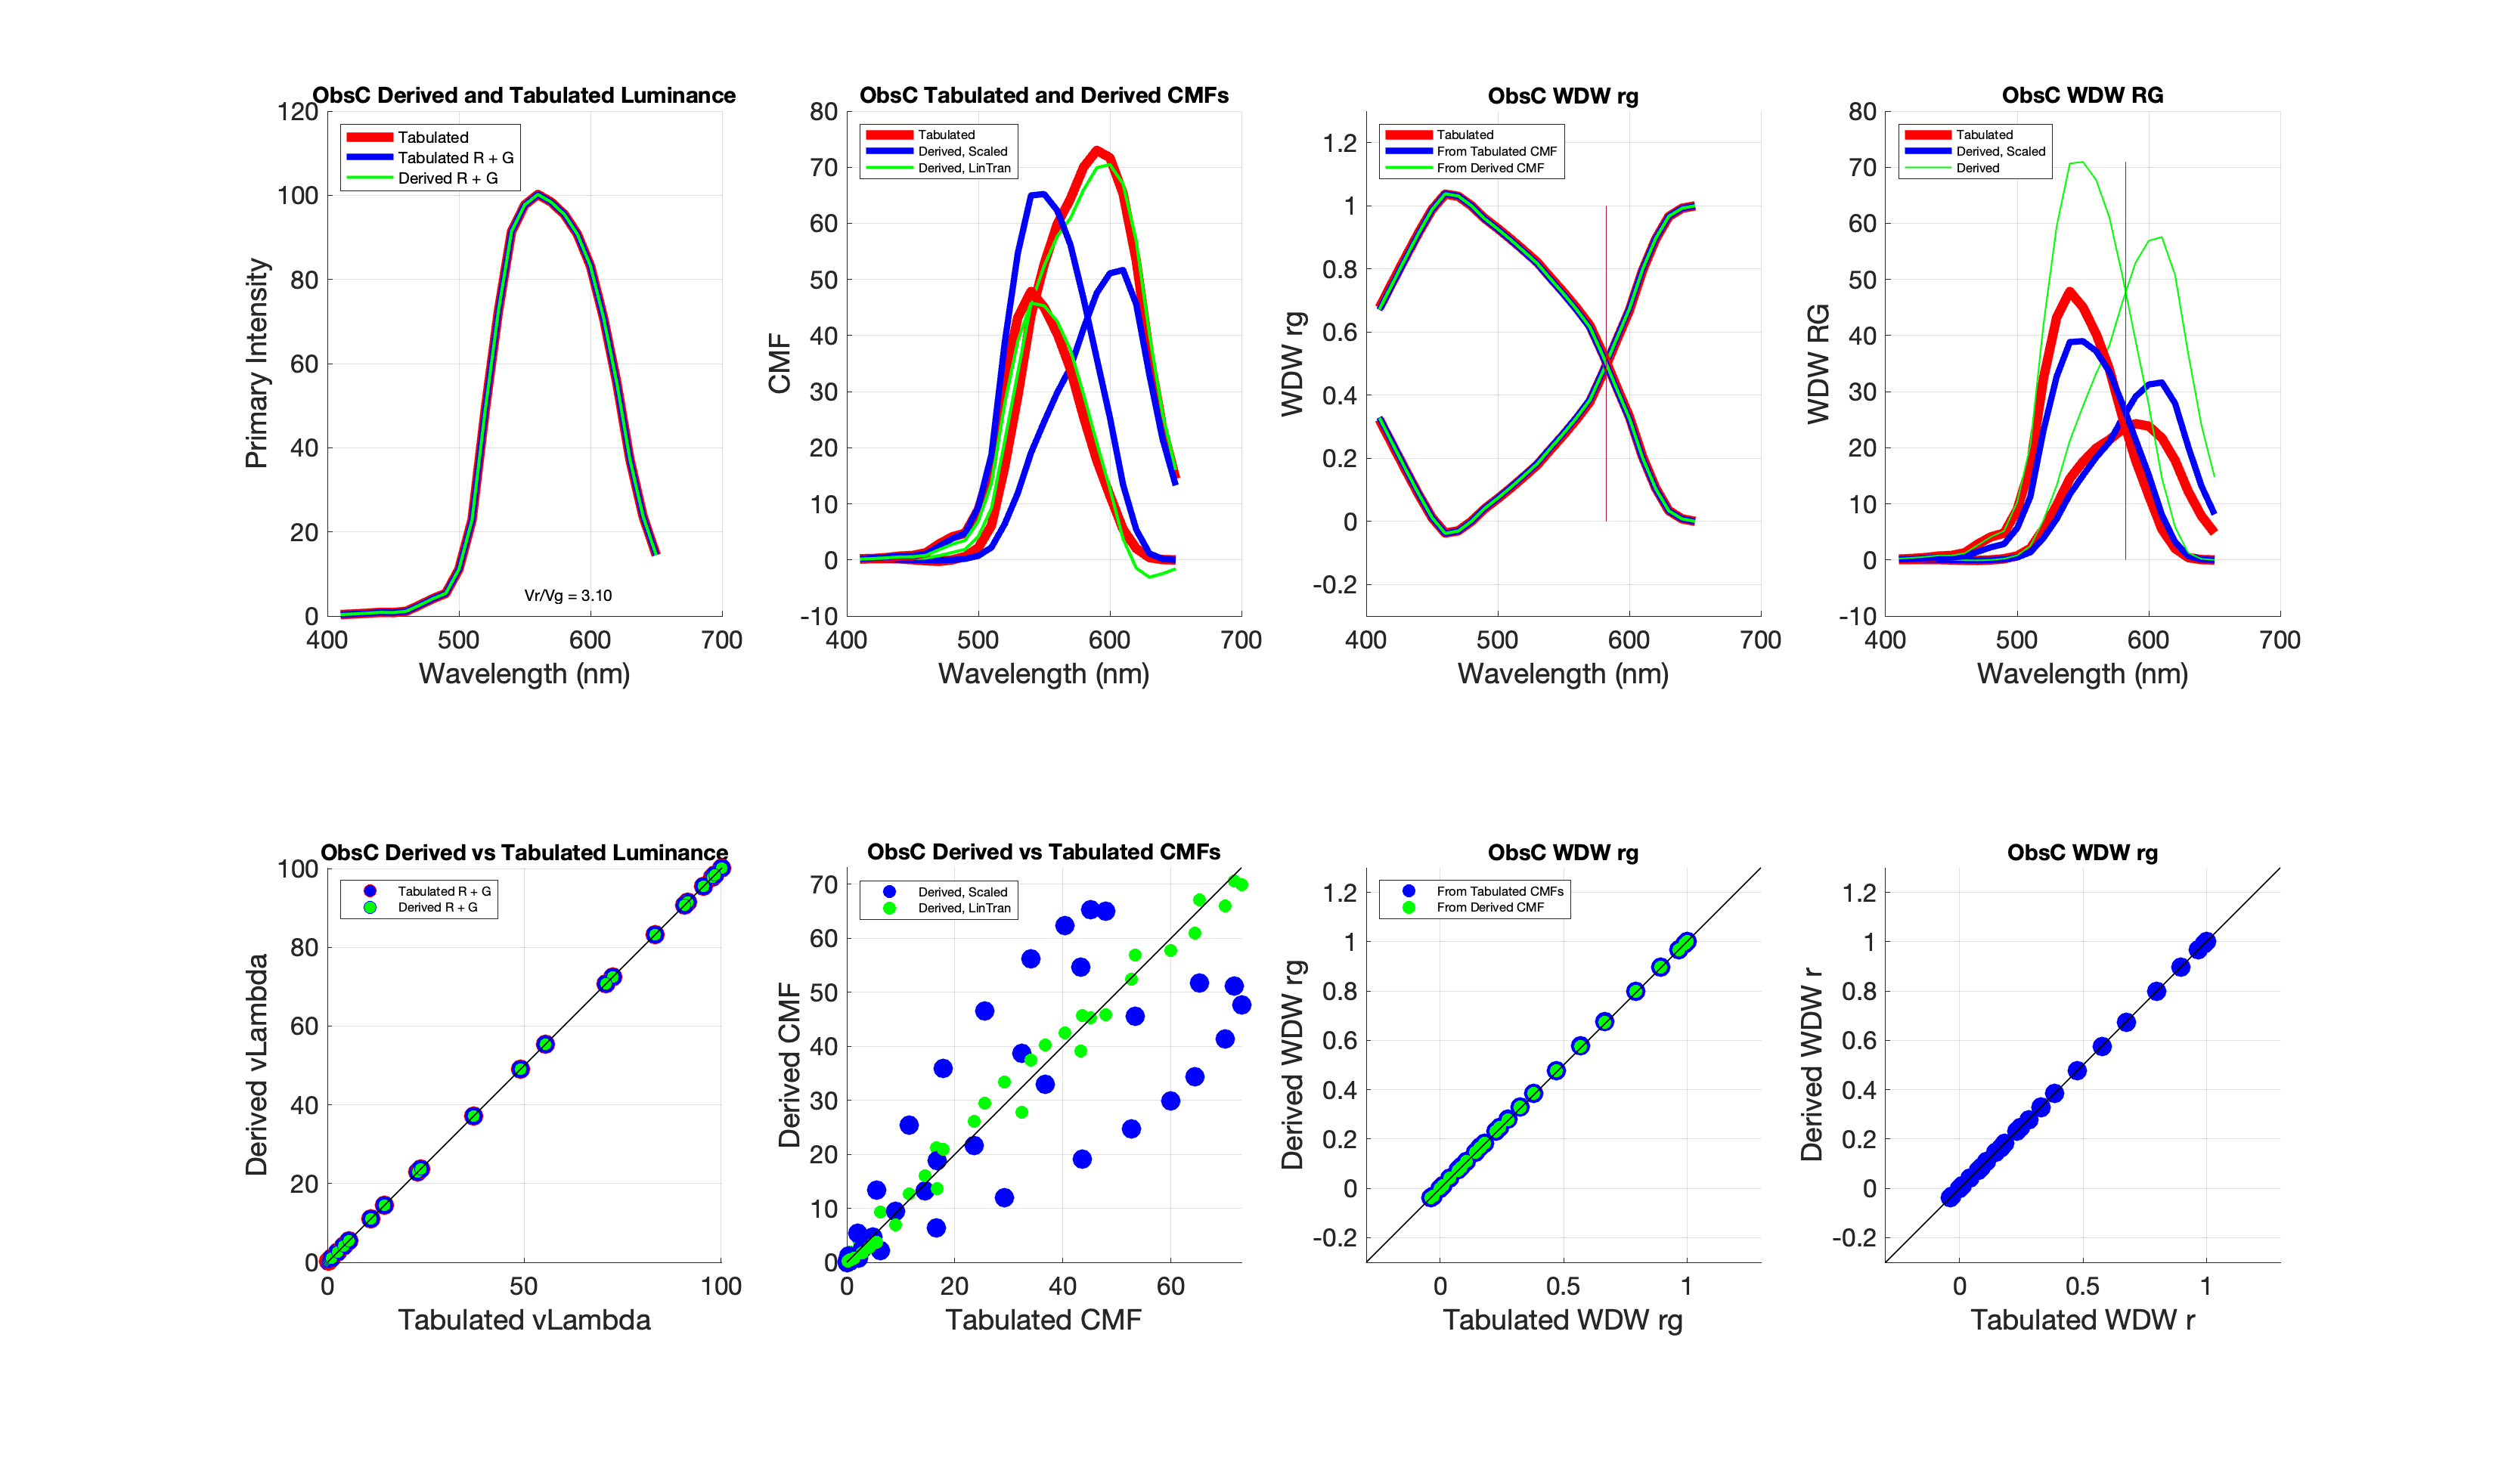 ObsC Derived and Tabulated Luminance
120
100
80
60
40
20
0
400
500
600
700
Primary Intensity
Wavelength (nm)
Tabulated
Tabulated R + G
Derived R + G
Vr/Vg = 3.10
ObsC Tabulated and Derived CMFs
80
70
60
50
40
30
20
10
0
-10
400
500
600
700
CMF
Wavelength (nm)
Tabulated
Derived, Scaled
Derived, LinTran
ObsC WDW rg
1.2
1
0.8
0.6
0.4
0.2
0
-0.2
400
500
600
700
WDW rg
Wavelength (nm)
Tabulated
From Tabulated CMF
From Derived CMF
ObsC WDW RG
80
70
60
50
40
30
20
10
0
-10
400
500
600
700
WDW RG
Wavelength (nm)
Tabulated
Derived, Scaled
Derived
ObsC Derived vs Tabulated Luminance
100
80
60
40
20
0
0
50
100
Derived vLambda
Tabulated vLambda
Tabulated R + G
Derived R + G
ObsC Derived vs Tabulated CMFs
70
60
50
40
30
20
10
0
0
20
40
60
Derived CMF
Tabulated CMF
Derived, Scaled
Derived, LinTran
ObsC WDW rg
1.2
1
0.8
0.6
0.4
0.2
0
-0.2
0
0.5
1
Derived WDW rg
Tabulated WDW rg
From Tabulated CMFs
From Derived CMF
ObsC WDW rg
1.2
1
0.8
0.6
0.4
0.2
0
-0.2
0
0.5
1
Derived WDW r
Tabulated WDW r